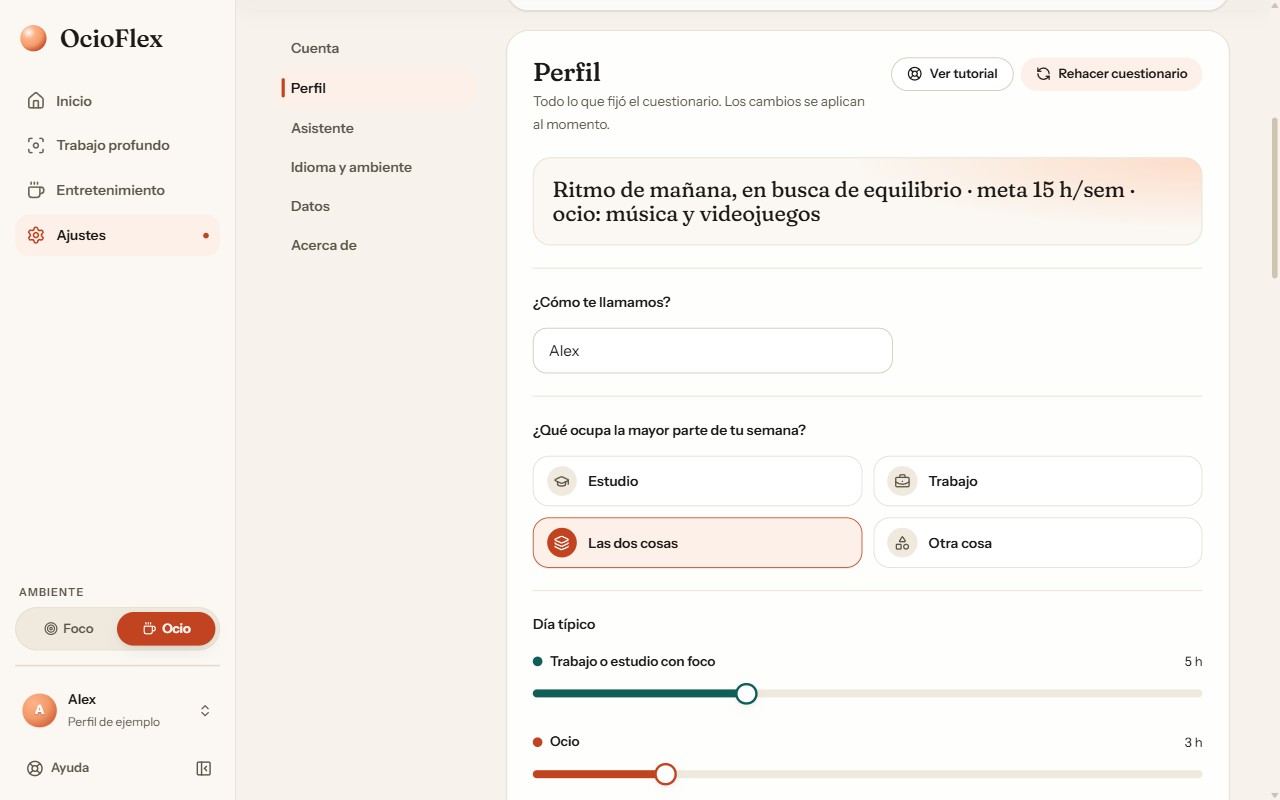 OcioFlex
Inicio
Trabajo profundo
Entretenimiento
Ajustes
AMBIENTE
Foco
Ocio
A
Alex
Perfil de ejemplo
Ayuda
Cuenta
Perfil
Asistente
Idioma y ambiente
Datos
Acerca de
Perfil
Todo lo que fijó el cuestionario. Los cambios se aplican
al momento.
Ver tutorial
Rehacer cuestionario
Ritmo de mañana, en busca de equilibrio · meta 15 h/sem ·
ocio: música y videojuegos
¿Cómo te llamamos?
Alex
¿Qué ocupa la mayor parte de tu semana?
Estudio
Trabajo
Las dos cosas
Otra cosa
Día típico
Trabajo o estudio con foco 5 h
Ocio 3 h